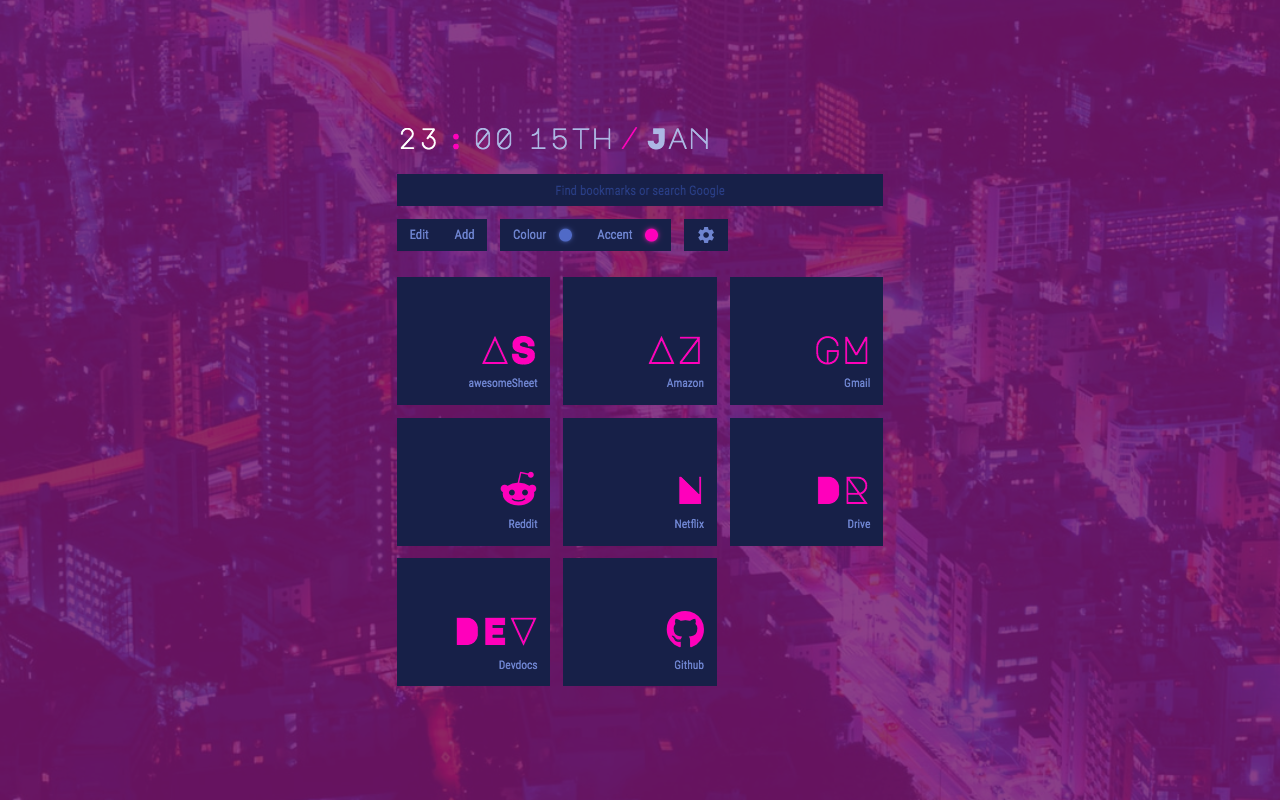 23 : 00 15TH / JAN
Find bookmarks or search Google
Edit Add Colour Accent
AS
awesomeSheet
AZ
Amazon
GM
Gmail
Reddit
N
Netflix
DR
Drive
DEV
Devdocs
Github